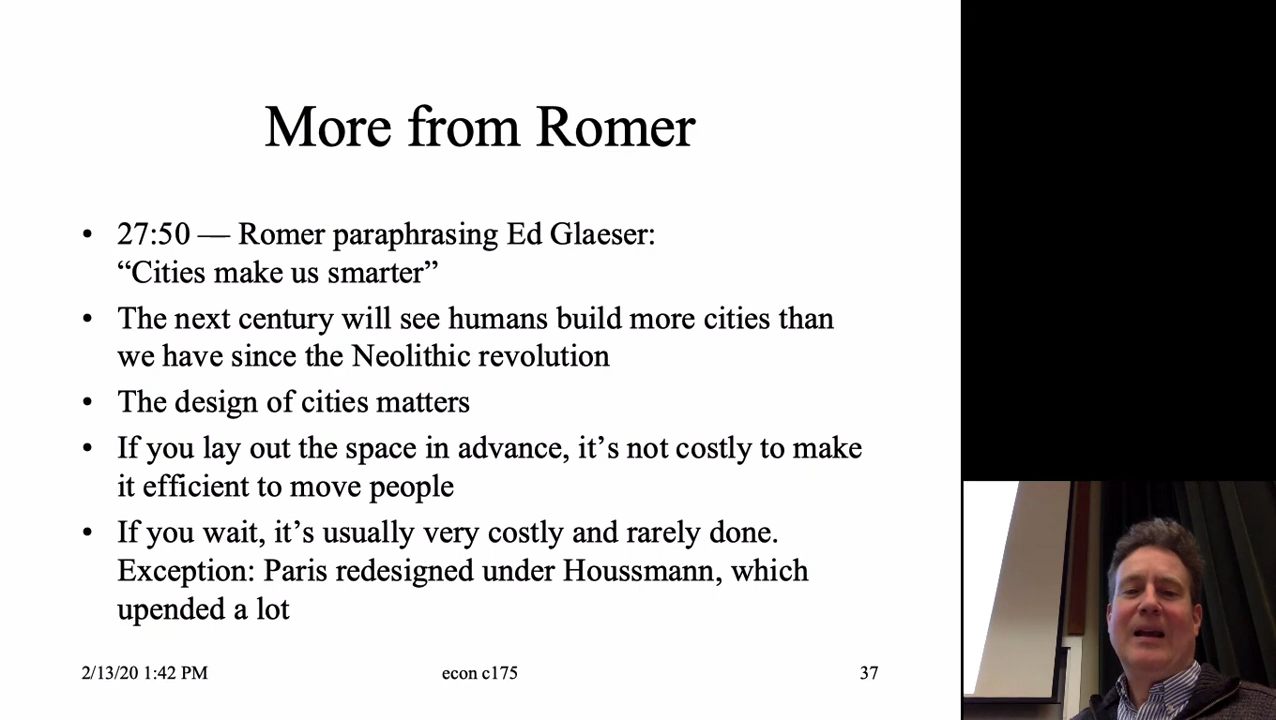 More from Romer
• 27:50 — Romer paraphrasing Ed Glaeser:
“Cities make us smarter”
• The next century will see humans build more cities than
we have since the Neolithic revolution
• The design of cities matters
• If you lay out the space in advance, it’s not costly to make
it efficient to move people
• If you wait, it’s usually very costly and rarely done.
Exception: Paris redesigned under Houssmann, which
upended a lot
2/13/20 1:42 PM
econ c175
37